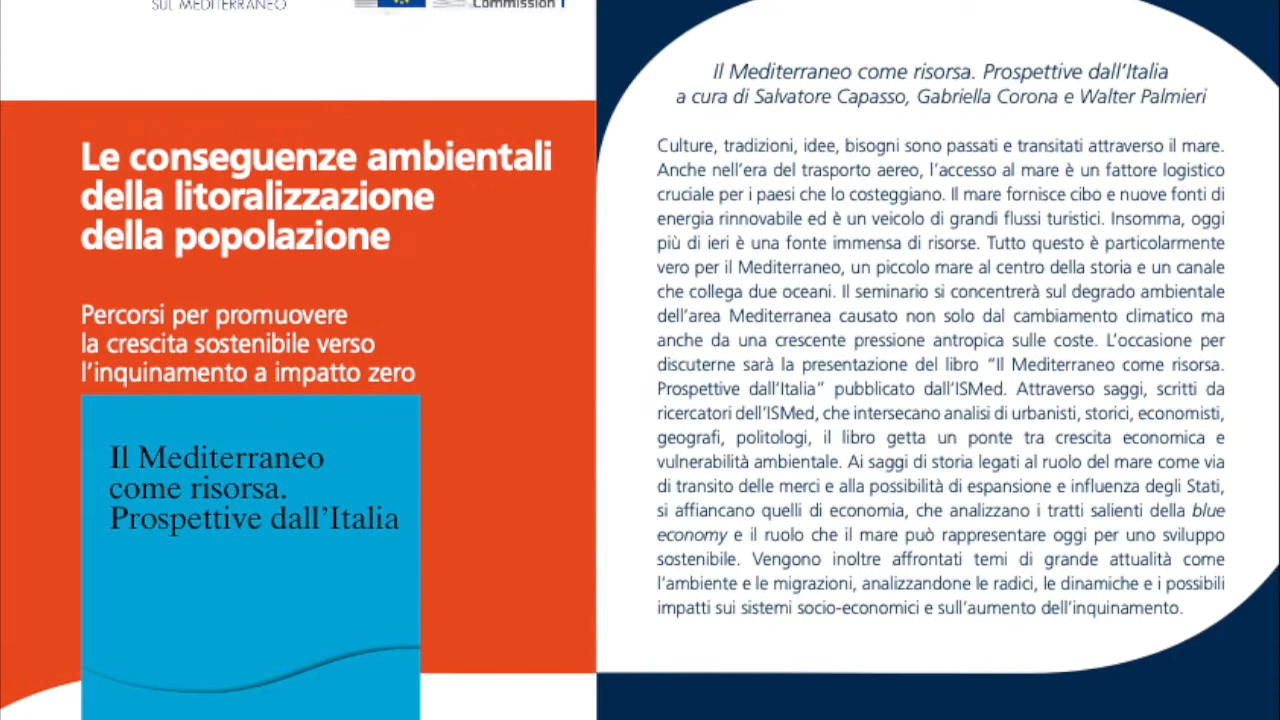 SUL MEDITERRANEO
Commission
Le conseguenze ambientali
della litoralizzazione
della popolazione
Percorsi per promuovere
la crescita sostenibile verso
l'inquinamento a impatto zero
Il Mediterraneo
come risorsa.
Prospettive dall'Italia
Il Mediterraneo come risorsa. Prospettive dall'Italia
a cura di Salvatore Capasso, Gabriella Corona e Walter Palmieri
Culture, tradizioni, idee, bisogni sono passati e transitati attraverso il mare.
Anche nell'era del trasporto aereo, l'accesso al mare è un fattore logistico
cruciale per i paesi che lo costeggiano. Il mare fornisce cibo e nuove fonti di
energia rinnovabile ed è un veicolo di grandi flussi turistici. Insomma, oggi
più di ieri è una fonte immensa di risorse. Tutto questo è particolarmente
vero per il Mediterraneo, un piccolo mare al centro della storia e un canale
che collega due oceani. Il seminario si concentrerà sul degrado ambientale
dell'area Mediterranea causato non solo dal cambiamento climatico ma
anche da una crescente pressione antropica sulle coste. L'occasione per
discuterne sarà la presentazione del libro "Il Mediterraneo come risorsa.
Prospettive dall'Italia" pubblicato dall'ISMed. Attraverso saggi, scritti da
ricercatori dell'ISMed, che intersecano analisi di urbanisti, storici, economisti,
geografi, politologi, il libro getta un ponte tra crescita economica e
vulnerabilità ambientale. Ai saggi di storia legati al ruolo del mare come via
di transito delle merci e alla possibilità di espansione e influenza degli Stati,
si affiancano quelli di economia, che analizzano i tratti salienti della blue
economy e il ruolo che il mare può rappresentare oggi per uno sviluppo
sostenibile. Vengono inoltre affrontati temi di grande attualità come
l'ambiente e le migrazioni, analizzandone le radici, le dinamiche e i possibili
impatti sui sistemi socio-economici e sull'aumento dell'inquinamento.